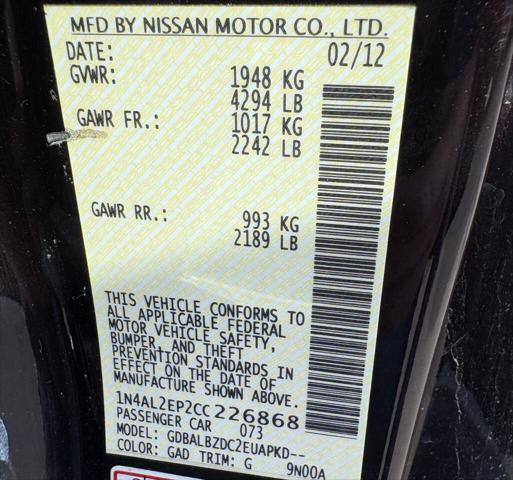 MFD BY NISSAN MOTOR CO., LTD.
DATE: 02/12
GVWR: 1948 KG
4294 LB
GAWR FR.: 1017 KG
2242 LB
GAWR RR.: 993 KG
2189 LB
THIS VEHICLE CONFORMS TO
ALL APPLICABLE FEDERAL
MOTOR VEHICLE SAFETY,
BUMPER, AND THEFT
PREVENTION STANDARDS IN
EFFECT ON THE DATE OF
MANUFACTURE SHOWN ABOVE.
1N4AL2EP2CC226868
PASSENGER CAR 073
MODEL: GDBALBZDC2EUAPKD--
COLOR: GAD TRIM: G 9N00A